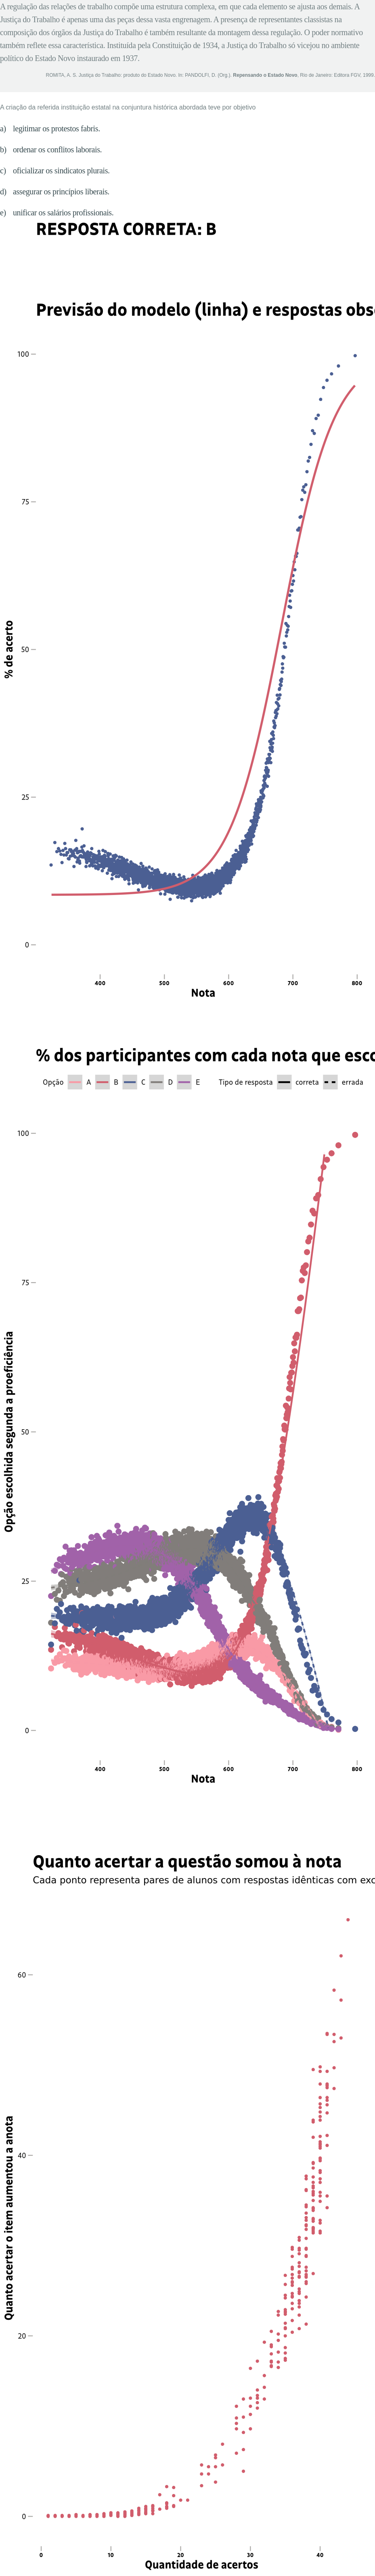 A regulação das relações de trabalho compõe uma estrutura complexa, em que cada elemento se ajusta aos demais. A
Justiça do Trabalho é apenas uma das peças dessa vasta engrenagem. A presença de representantes classistas na
composição dos órgãos da Justiça do Trabalho é também resultante da montagem dessa regulação. O poder normativo
também reflete essa característica. Instituída pela Constituição de 1934, a Justiça do Trabalho só vicejou no ambiente
político do Estado Novo instaurado em 1937.
ROMITA, A. S. Justiça do Trabalho: produto do Estado Novo. In: PANDOLFI, D. (Org.). Repensando o Estado Novo. Rio de Janeiro: Editora FGV, 1999.
A criação da referida instituição estatal na conjuntura histórica abordada teve por objetivo
a) legitimar os protestos fabris.
b) ordenar os conflitos laborais.
c) oficializar os sindicatos plurais.
d) assegurar os princípios liberais.
e) unificar os salários profissionais.
RESPOSTA CORRETA: B
Previsão do modelo (linha) e respostas obs
100
75
50
25
0
% de acerto
400 500 600 700 800
Nota
% dos participantes com cada nota que esco
Opção A B C D E Tipo de resposta correta errada
100
75
50
25
0
Opção escolhida segunda a proeficiência
400 500 600 700 800
Nota
Quanto acertar a questão somou à nota
Cada ponto representa pares de alunos com respostas idênticas com exc
60
40
20
0
Quanto acertar o item aumentou a anota
0 10 20 30 40
Quantidade de acertos